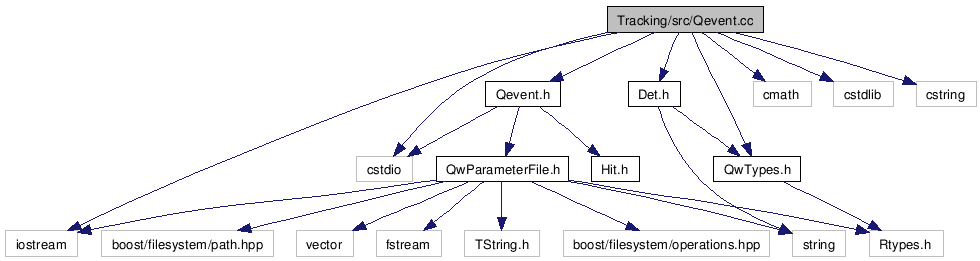 Tracking/src/Qevent.cc
Qevent.h
Det.h
cmath
cstdlib
cstring
cstdio
QwParameterFile.h
Hit.h
QwTypes.h
iostream
boost/filesystem/path.hpp
vector
fstream
TString.h
boost/filesystem/operations.hpp
string
Rtypes.h